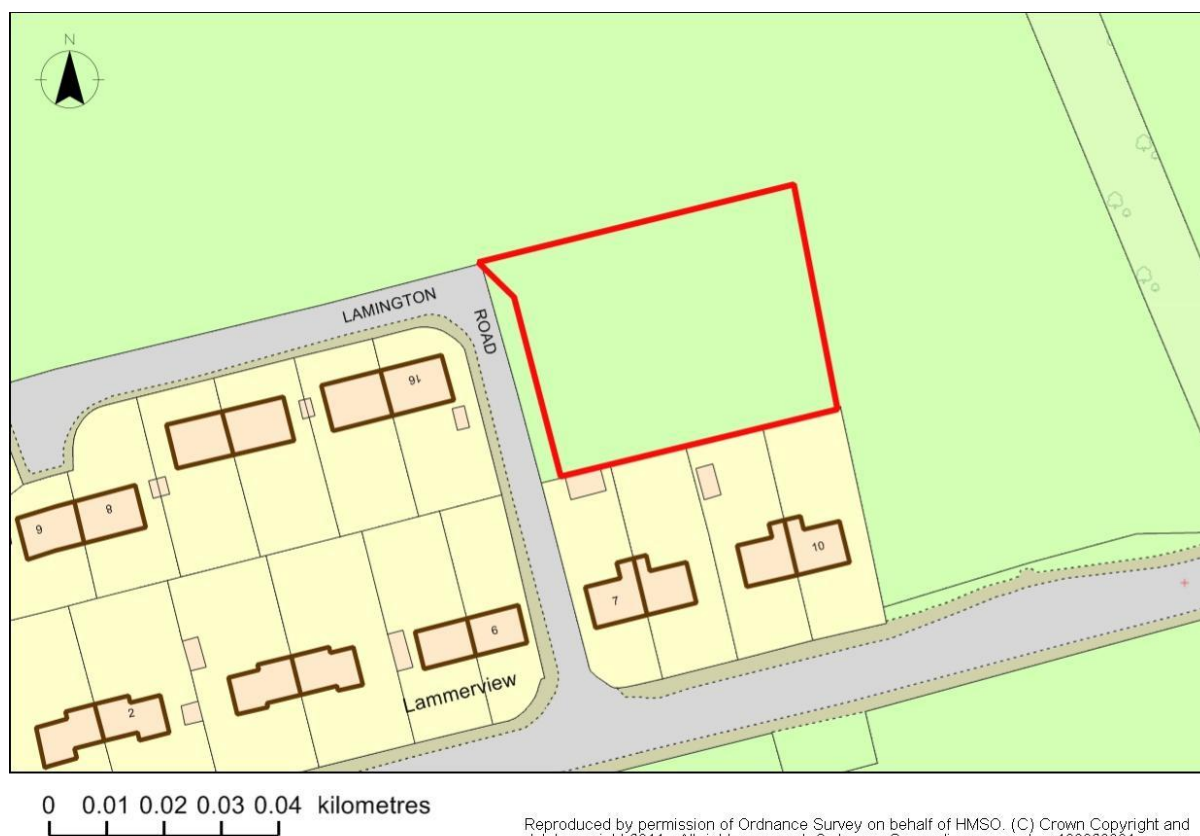 N
LAMINGTON
ROAD
16
8
9
7
10
6
Lammerview
2
0 0.01 0.02 0.03 0.04 kilometres
Reproduced by permission of Ordnance Survey on behalf of HMSO. (C) Crown Copyright and